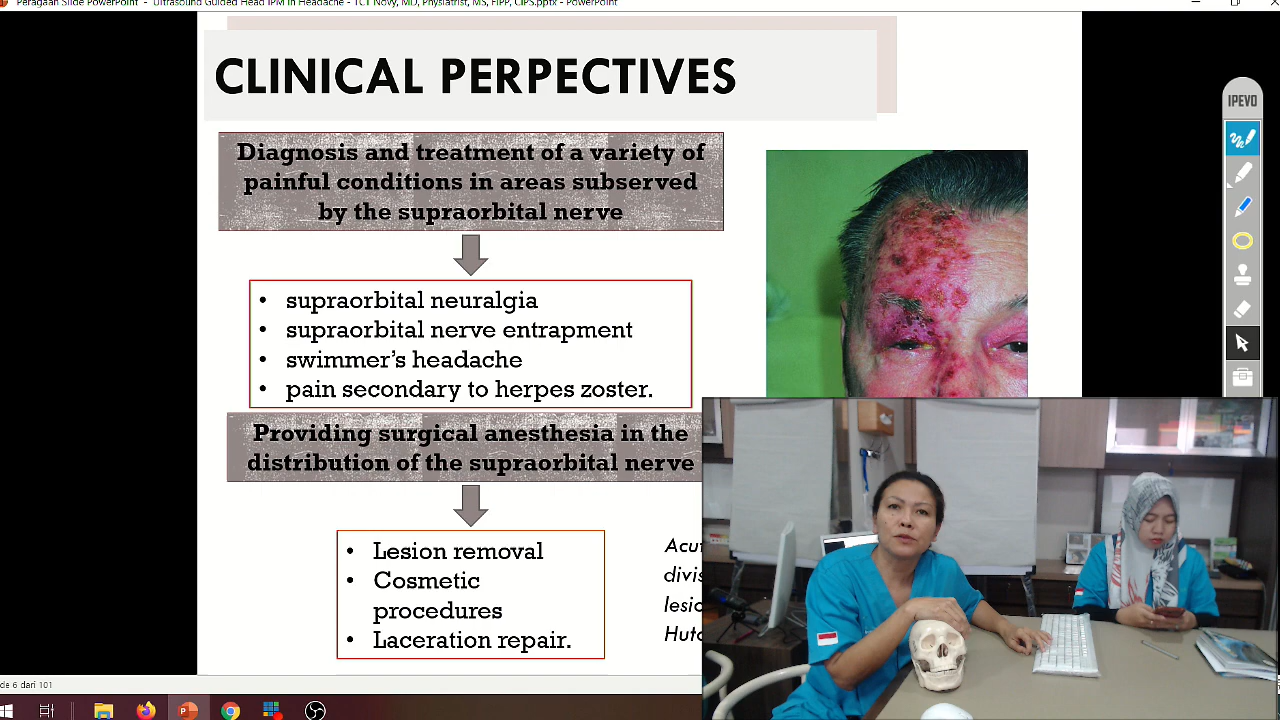 Peragaan Slide PowerPoint - Ultrasound Guided Head IPM in Headache - TCT Novy, MD, Physiatrist, MS, FIPP, CIPS.pptx - PowerPoint
CLINICAL PERPECTIVES
IPEVO
Diagnosis and treatment of a variety of
painful conditions in areas subserved
by the supraorbital nerve
• supraorbital neuralgia
• supraorbital nerve entrapment
• swimmer's headache
• pain secondary to herpes zoster.
Providing surgical anesthesia in the
distribution of the supraorbital nerve
• Lesion removal
• Cosmetic
procedures
• Laceration repair.
Acu
divis
lesio
Hutc
de 6 dari 101